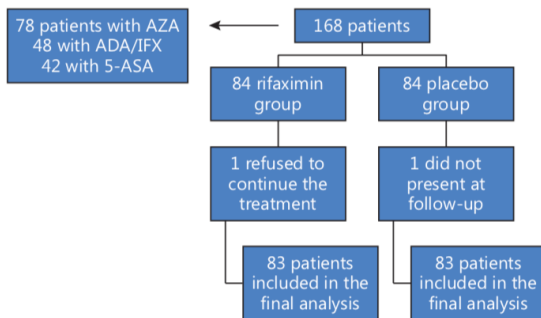 78 patients with AZA
48 with ADA/IFX
42 with 5-ASA
168 patients
84 rifaximin
group
84 placebo
group
1 refused to
continue the
treatment
1 did not
present at
follow-up
83 patients
included in the
final analysis
83 patients
included in the
final analysis